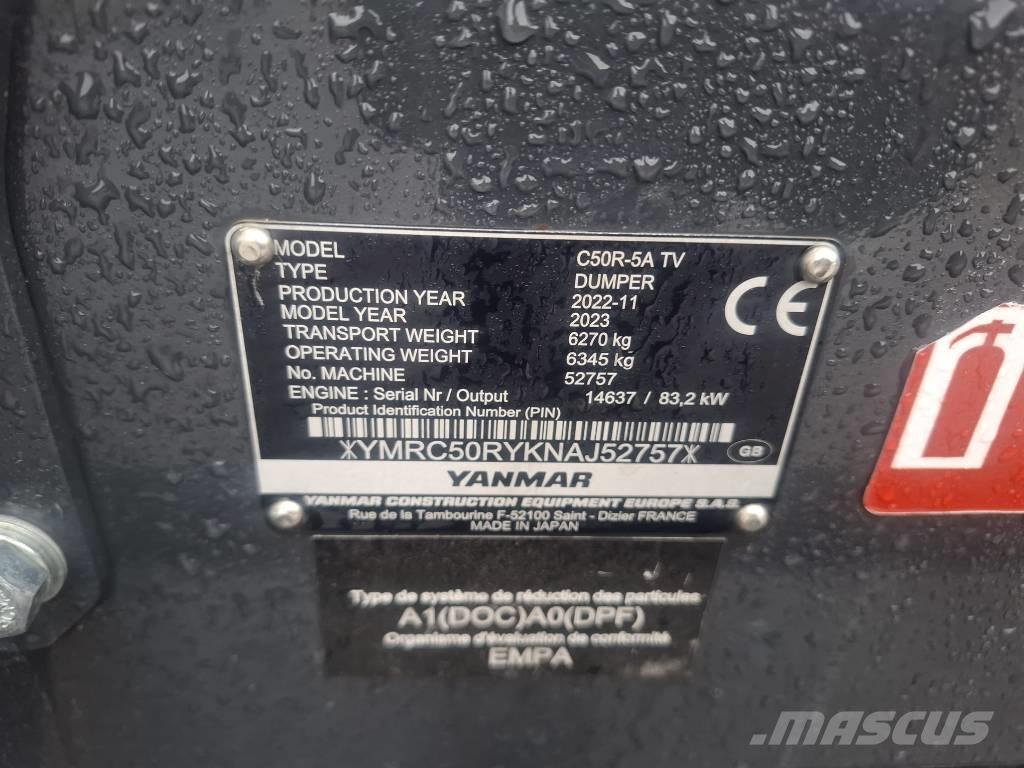 MODEL C50R-5A TV
TYPE DUMPER
PRODUCTION YEAR 2022-11
MODEL YEAR 2023
TRANSPORT WEIGHT 6270 kg
OPERATING WEIGHT 6345 kg
No. MACHINE 52757
ENGINE : Serial Nr / Output 14637 / 83,2 kW
Product Identification Number (PIN)
YMRC50RYKNAJ52757
CE
GB
YANMAR
YANMAR CONSTRUCTION EQUIPMENT EUROPE S.A.S.
Rue de la Tambourine F-52100 Saint - Dizier FRANCE
MADE IN JAPAN
Type de système de réduction des particules
A1(DOC)A0(DPF)
Organisme d'évaluation de conformité
EMPA
MASCUS